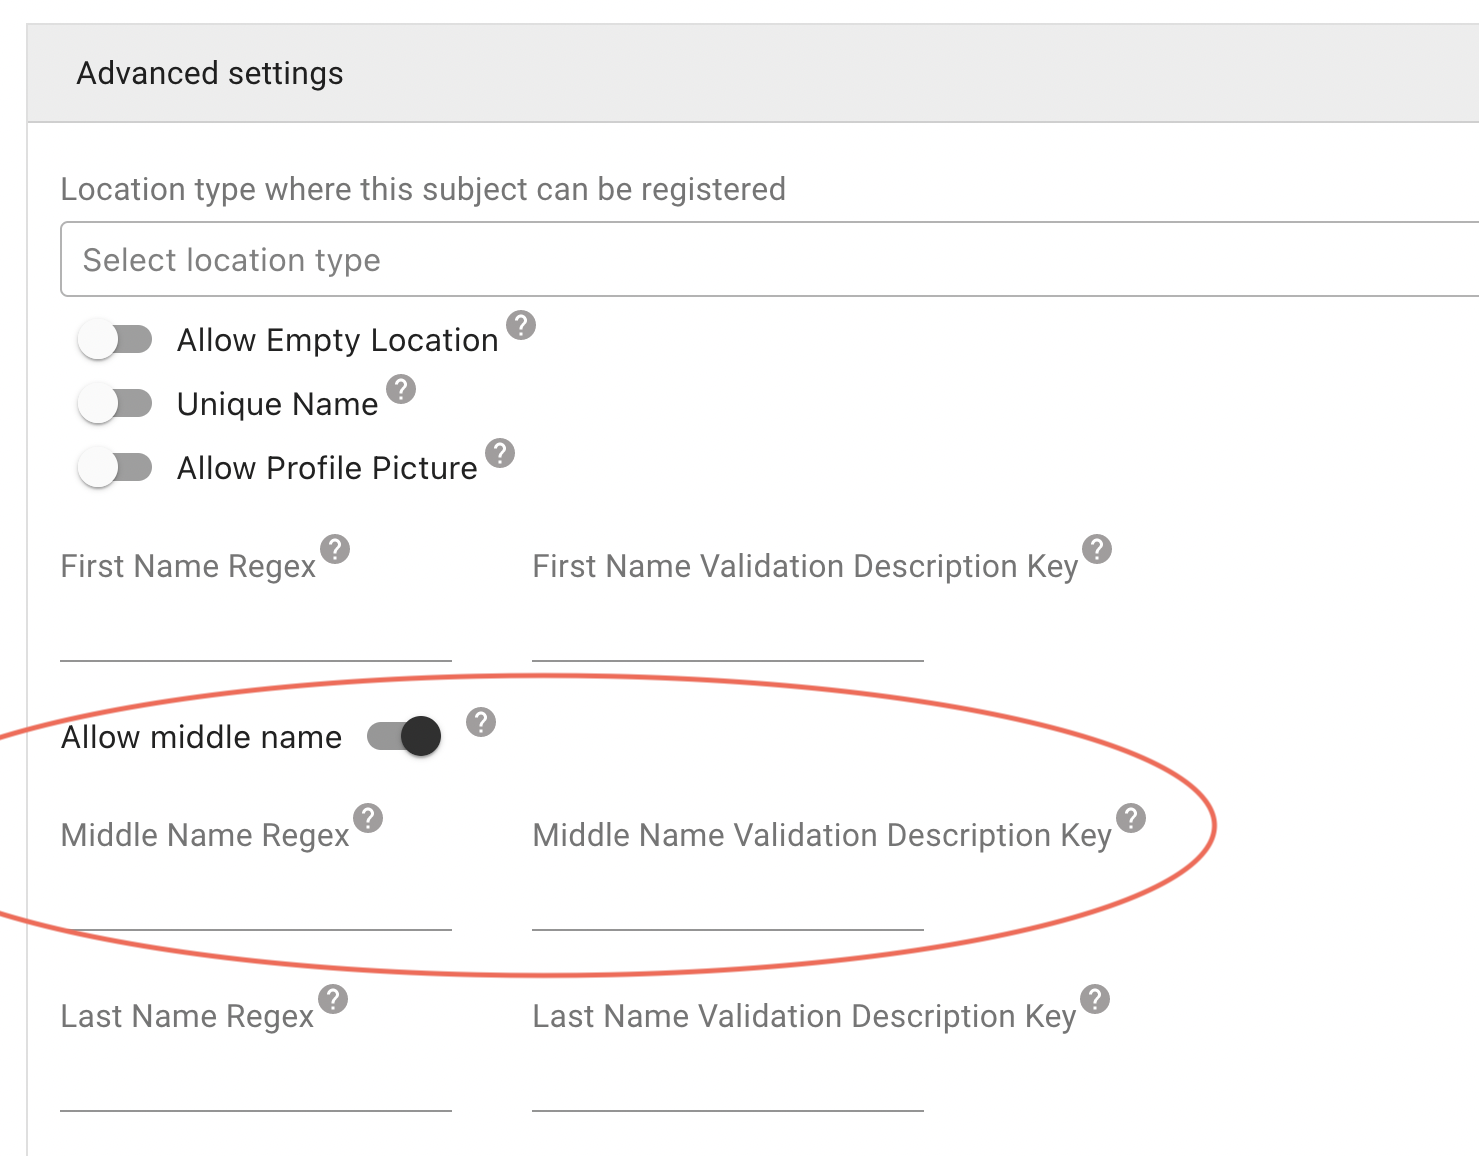 Advanced settings
Location type where this subject can be registered
Select location type
Allow Empty Location ?
Unique Name ?
Allow Profile Picture ?
First Name Regex ? First Name Validation Description Key ?
Allow middle name ?
Middle Name Regex ? Middle Name Validation Description Key ?
Last Name Regex ? Last Name Validation Description Key ?